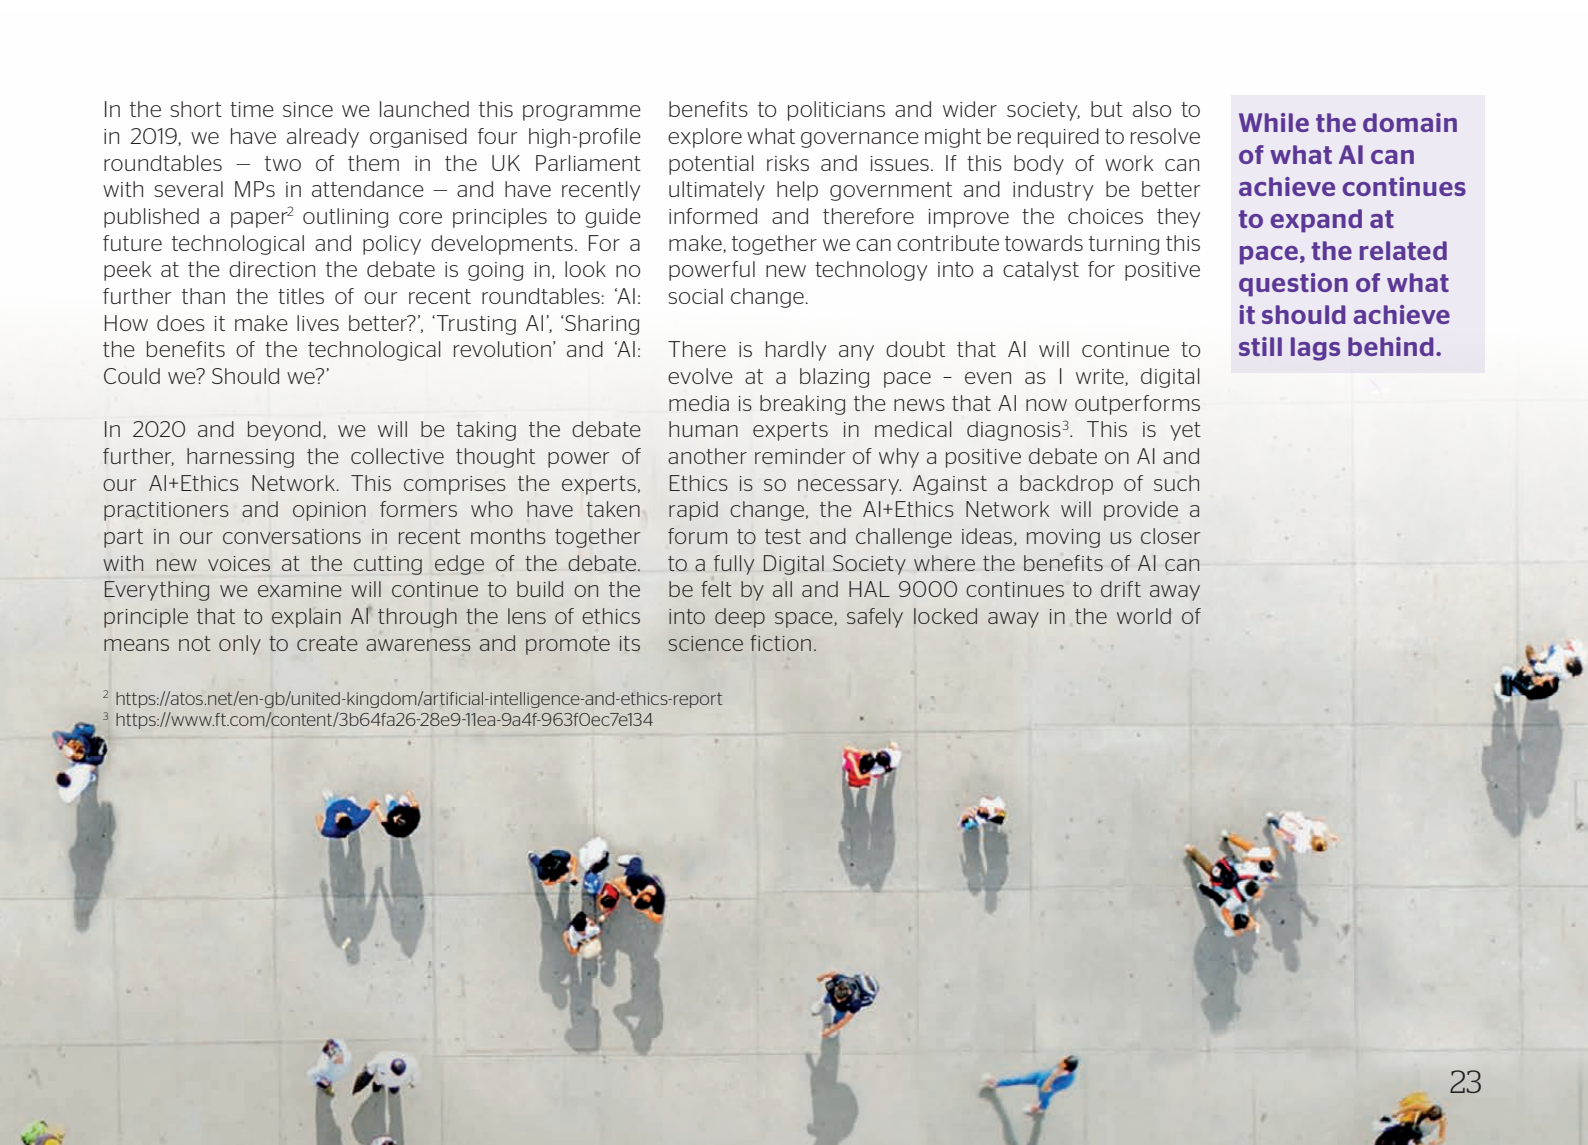 In the short time since we launched this programme
in 2019, we have already organised four high-profile
roundtables — two of them in the UK Parliament
with several MPs in attendance — and have recently
published a paper² outlining core principles to guide
future technological and policy developments. For a
peek at the direction the debate is going in, look no
further than the titles of our recent roundtables: ‘AI:
How does it make lives better?’, ‘Trusting AI’, ‘Sharing
the benefits of the technological revolution’ and ‘AI:
Could we? Should we?’
In 2020 and beyond, we will be taking the debate
further, harnessing the collective thought power of
our AI+Ethics Network. This comprises the experts,
practitioners and opinion formers who have taken
part in our conversations in recent months together
with new voices at the cutting edge of the debate.
Everything we examine will continue to build on the
principle that to explain AI through the lens of ethics
means not only to create awareness and promote its
benefits to politicians and wider society, but also to
explore what governance might be required to resolve
potential risks and issues. If this body of work can
ultimately help government and industry be better
informed and therefore improve the choices they
make, together we can contribute towards turning this
powerful new technology into a catalyst for positive
social change.
There is hardly any doubt that AI will continue to
evolve at a blazing pace – even as I write, digital
media is breaking the news that AI now outperforms
human experts in medical diagnosis³. This is yet
another reminder of why a positive debate on AI and
Ethics is so necessary. Against a backdrop of such
rapid change, the AI+Ethics Network will provide a
forum to test and challenge ideas, moving us closer
to a fully Digital Society where the benefits of AI can
be felt by all and HAL 9000 continues to drift away
into deep space, safely locked away in the world of
science fiction.
While the domain
of what AI can
achieve continues
to expand at
pace, the related
question of what
it should achieve
still lags behind.
² https://atos.net/en-gb/united-kingdom/artificial-intelligence-and-ethics-report
³ https://www.ft.com/content/3b64fa26-28e9-11ea-9a4f-963f0ec7e134
23